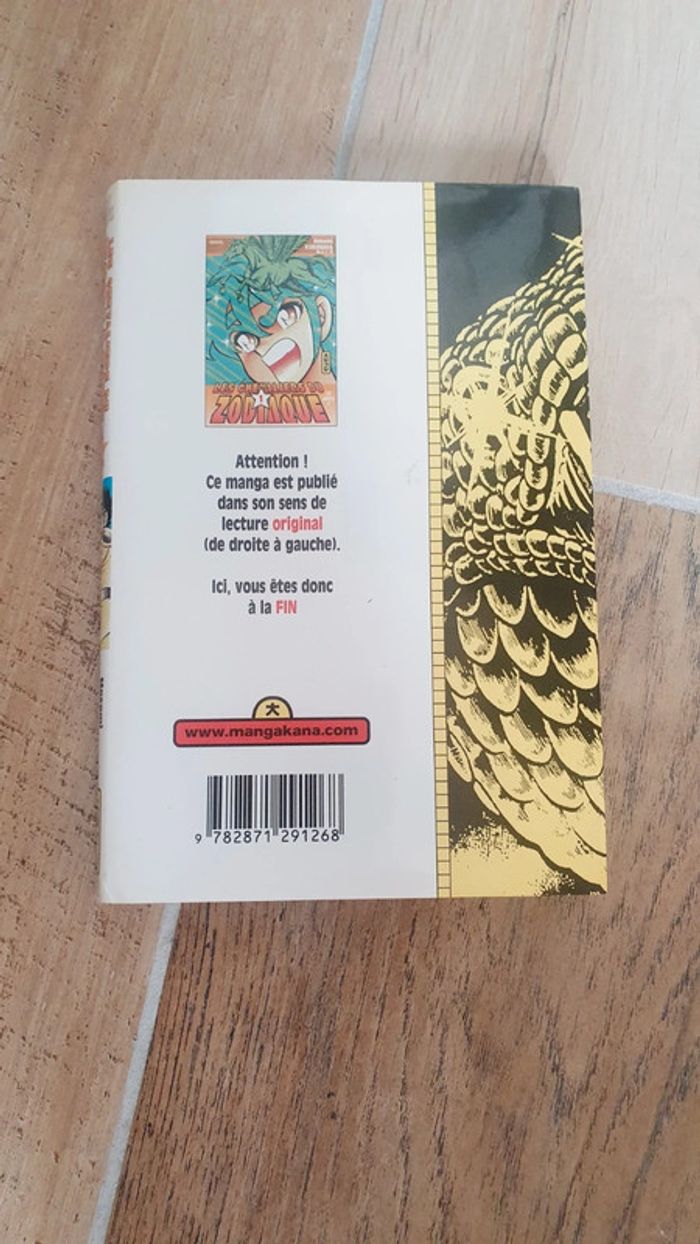 LES CHEVALIERS DU
ZODIAQUE
Attention !
Ce manga est publié
dans son sens de
lecture original
(de droite à gauche).
Ici, vous êtes donc
à la FIN
大
www.mangakana.com
9 782871 291268